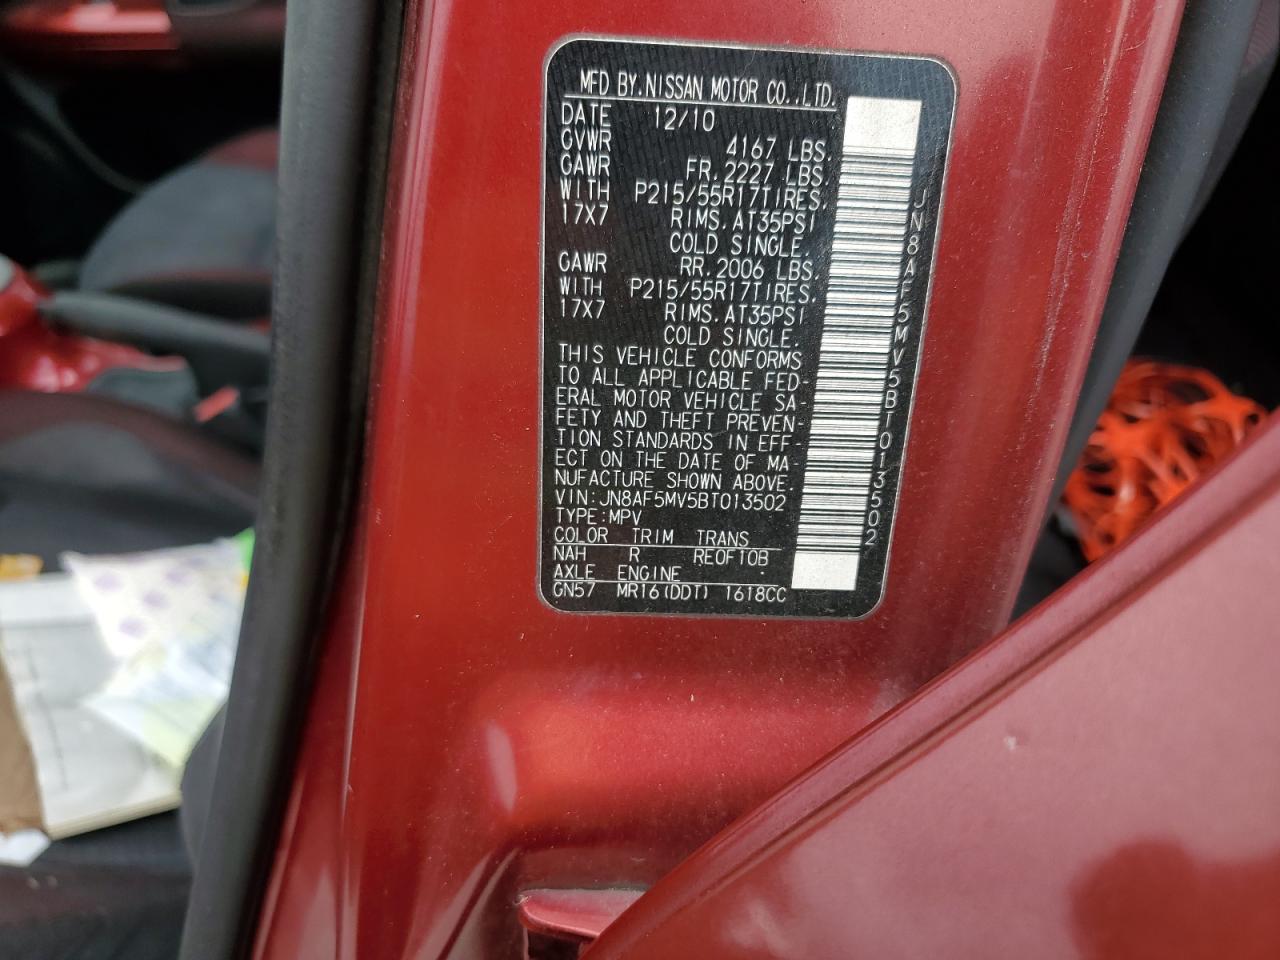 MFD BY.NISSAN MOTOR CO.,LTD.
DATE 12/10
GVWR 4167 LBS.
GAWR FR.2227 LBS.
WITH P215/55R17TIRES.
17X7 RIMS.AT35PSI
COLD SINGLE.
GAWR RR.2006 LBS.
WITH P215/55R17TIRES.
17X7 RIMS.AT35PSI
COLD SINGLE.
THIS VEHICLE CONFORMS
TO ALL APPLICABLE FED-
ERAL MOTOR VEHICLE SA-
FETY AND THEFT PREVEN-
TION STANDARDS IN EFF-
ECT ON THE DATE OF MA-
NUFACTURE SHOWN ABOVE.
VIN:JN8AF5MV5BT013502
TYPE:MPV
COLOR TRIM TRANS
NAH R RE0F10B
AXLE ENGINE
GN57 MR16(DDT) 1618CC
JN8AF5MV5BT013502